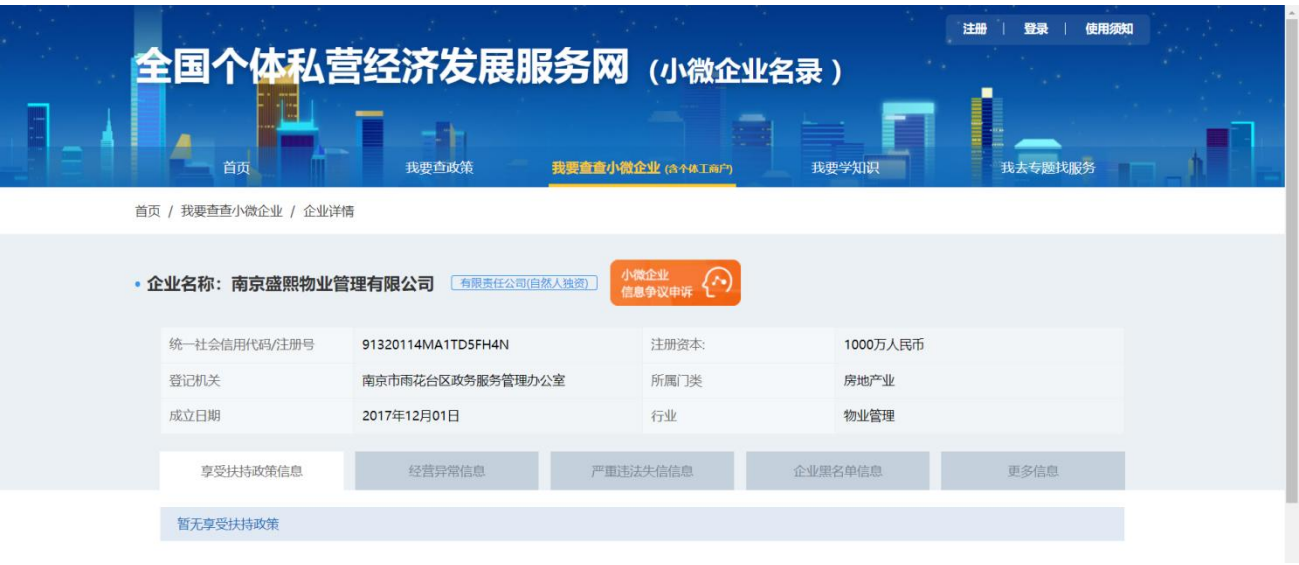 注册 | 登录 | 使用须知
全国个体私营经济发展服务网 (小微企业名录)
首页 我要查政策 我要查查小微企业 (含个体工商户) 我要学知识 我去专题找服务
首页 / 我要查查小微企业 / 企业详情
企业名称：南京盛熙物业管理有限公司 有限责任公司(自然人独资) 小微企业
信息争议申诉
统一社会信用代码/注册号 91320114MA1TD5FH4N 注册资本: 1000万人民币
登记机关 南京市雨花台区政务服务管理办公室 所属门类 房地产业
成立日期 2017年12月01日 行业 物业管理
享受扶持政策信息 经营异常信息 严重违法失信信息 企业黑名单信息 更多信息
暂无享受扶持政策